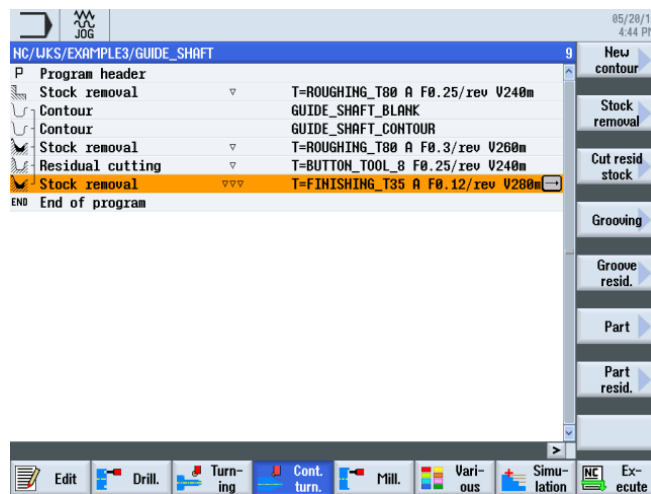 JOG
05/20/1
4:44 PM
NC/WKS/EXAMPLE3/GUIDE_SHAFT 9
P Program header
Stock removal ▽ T=ROUGHING_T80 A F0.25/rev V240m
Contour GUIDE_SHAFT_BLANK
Contour GUIDE_SHAFT_CONTOUR
Stock removal ▽ T=ROUGHING_T80 A F0.3/rev V260m
Residual cutting ▽ T=BUTTON_TOOL_8 F0.25/rev V240m
Stock removal ▽▽▽ T=FINISHING_T35 A F0.12/rev V280m
END End of program
New
contour
Stock
removal
Cut resid
stock
Grooving
Groove
resid.
Part
Part
resid.
>
Edit
Drill.
Turn-
ing
Cont.
turn.
Mill.
Vari-
ous
Simu-
lation
NC
Ex-
ecute